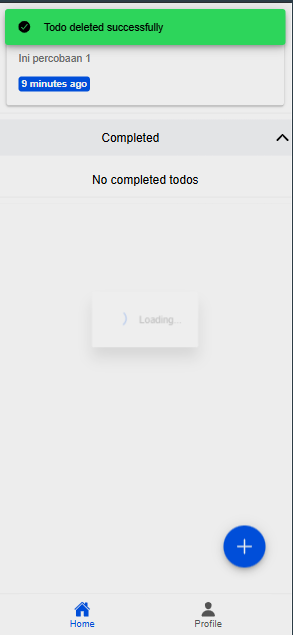 Todo deleted successfully
Ini percobaan 1
9 minutes ago
Completed
No completed todos
Loading...
Home
Profile